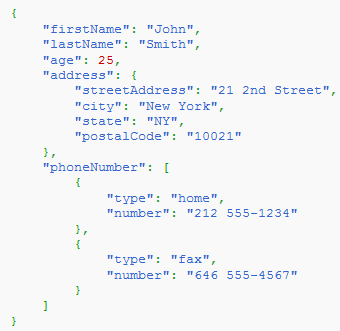 {
    "firstName": "John",
    "lastName": "Smith",
    "age": 25,
    "address": {
        "streetAddress": "21 2nd Street",
        "city": "New York",
        "state": "NY",
        "postalCode": "10021"
    },
    "phoneNumber": [
        {
            "type": "home",
            "number": "212 555-1234"
        },
        {
            "type": "fax",
            "number": "646 555-4567"
        }
    ]
}